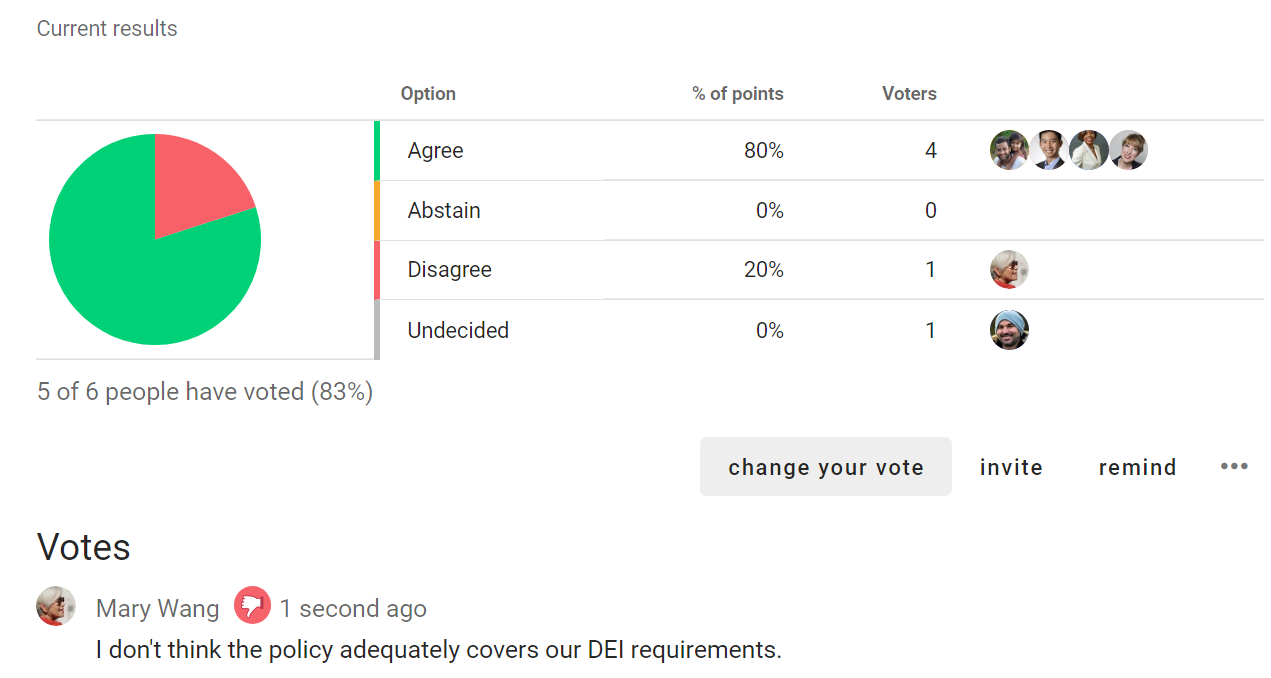 Current results
Option % of points Voters
Agree 80% 4
Abstain 0% 0
Disagree 20% 1
Undecided 0% 1
5 of 6 people have voted (83%)
change your vote invite remind
Votes
Mary Wang 1 second ago
I don't think the policy adequately covers our DEI requirements.